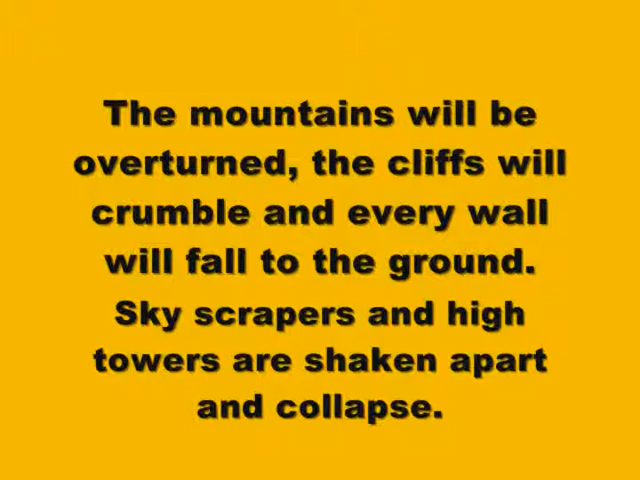 The mountains will be
overturned, the cliffs will
crumble and every wall
will fall to the ground.
Sky scrapers and high
towers are shaken apart
and collapse.